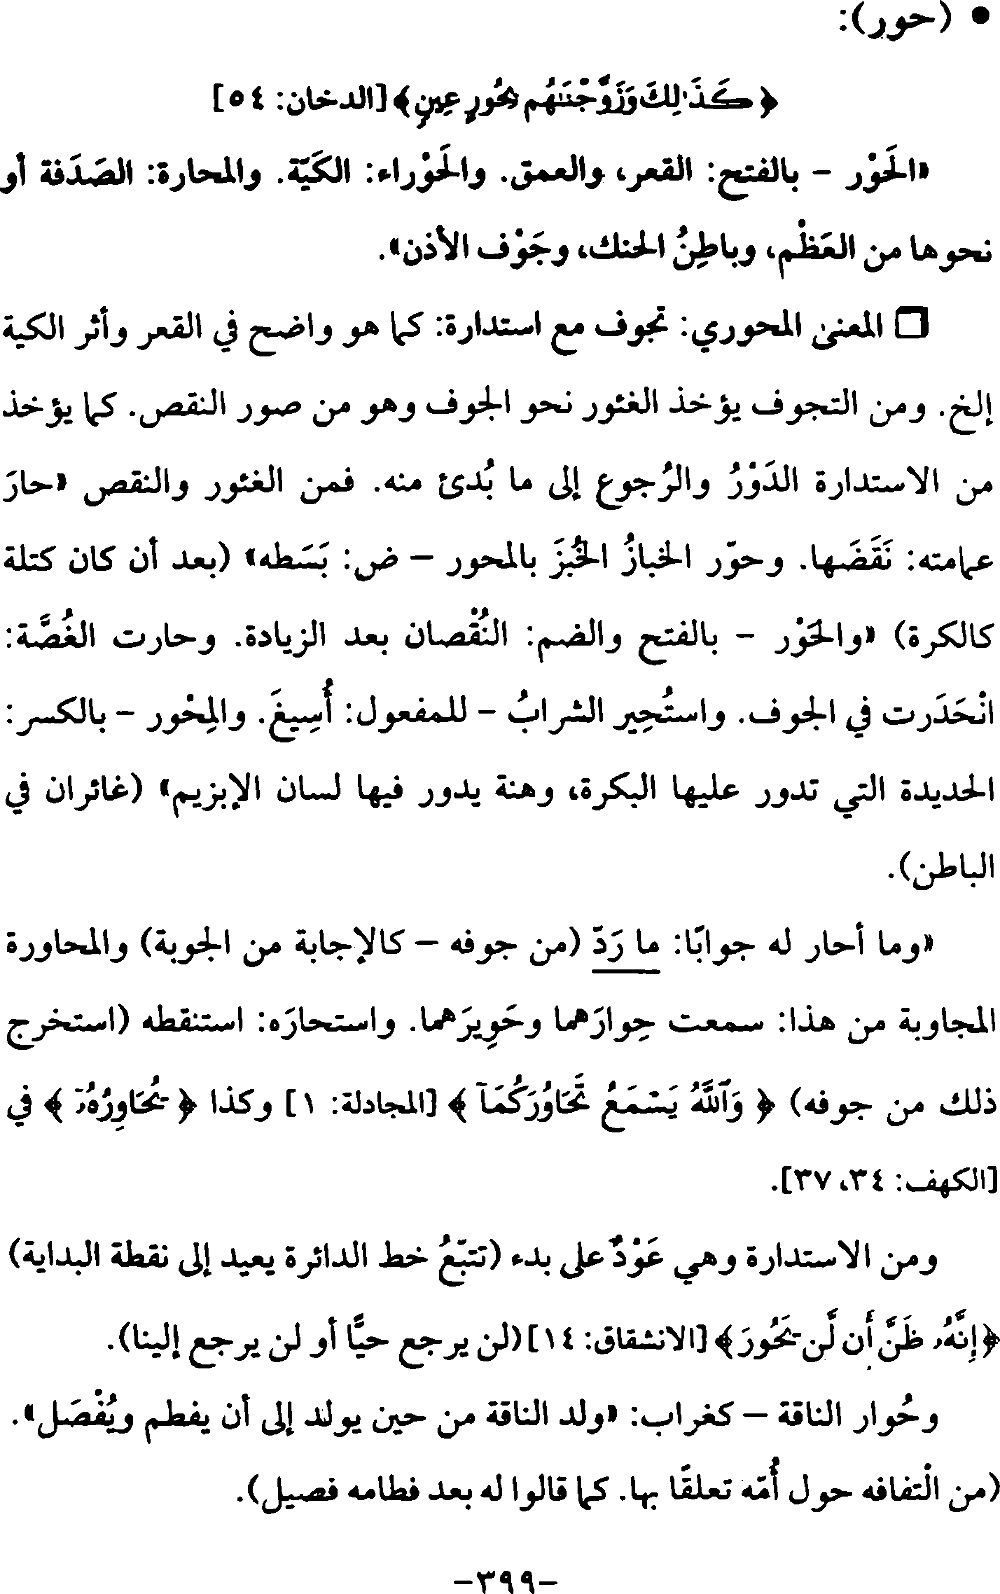 • (حور):
﴿كَذَٰلِكَ وَزَوَّجْنَٰهُم بِحُورٍ عِينٍ﴾ [الدخان: ٥٤]
«الحَوْر – بالفتح: القعر، والعمق. والحَوْراء: الكَيّة. والمحارة: الصَدَفة أو
نحوها من العَظْم، وباطِنُ الحنك، وجَوْف الأذن».
□ المعنى المحوري: تجوف مع استدارة: كما هو واضح في القعر وأثر الكية
إلخ. ومن التجوف يؤخذ الغئور نحو الجوف وهو من صور النقص. كما يؤخذ
من الاستدارة الدَوْرُ والرُجوع إلى ما بُدئ منه. فمن الغئور والنقص «حارَ
عمامته: نَقَضَها. وحوّر الخبازُ الخُبْزَ بالمحور – ض: بَسَطه» (بعد أن كان كتلة
كالكرة) «والحَوْر – بالفتح والضم: النُقْصان بعد الزيادة. وحارت الغُصَّة:
انْحَدَرت في الجوف. واستُحِير الشرابُ – للمفعول: أُسِيغَ. والمِحْور – بالكسر:
الحديدة التي تدور عليها البكرة، وهنة يدور فيها لسان الإبزيم» (غائران في
الباطن).
«وما أحار له جوابًا: ما رَدّ (من جوفه – كالإجابة من الجوبة) والمحاورة
المجاوبة من هذا: سمعت حِوارَهما وحَوِيرَهما. واستحارَه: استنقطه (استخرج
ذلك من جوفه) ﴿وَٱللَّهُ يَسْمَعُ تَحَاوُرَكُمَآ﴾ [المجادلة: ١] وكذا ﴿يُحَاوِرُهُۥٓ﴾ في
[الكهف: ٣٤، ٣٧].
ومن الاستدارة وهي عَوْدٌ على بدء (تتبّعُ خط الدائرة يعيد إلى نقطة البداية)
﴿إِنَّهُۥ ظَنَّ أَن لَّن يَحُورَ﴾ [الانشقاق: ١٤] (لن يرجع حيًّا أو لن يرجع إلينا).
وحُوار الناقة – كغراب: «ولد الناقة من حين يولد إلى أن يفطم ويُفْصَل».
(من الْتفافه حول أُمّه تعلقًا بها. كما قالوا له بعد فطامه فصيل).
–٣٩٩–